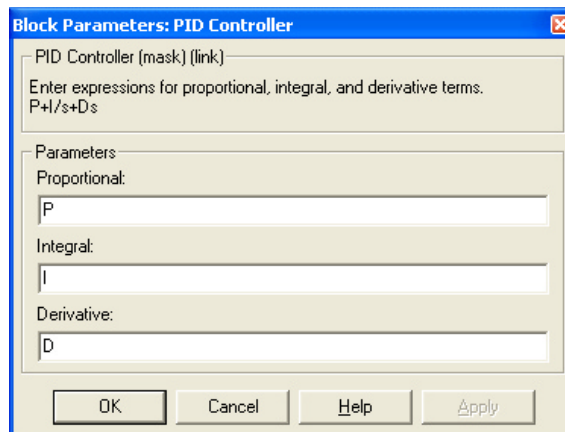 Block Parameters: PID Controller
PID Controller (mask) (link)
Enter expressions for proportional, integral, and derivative terms.
P+I/s+Ds
Parameters
Proportional:
P
Integral:
I
Derivative:
D
OK Cancel Help Apply